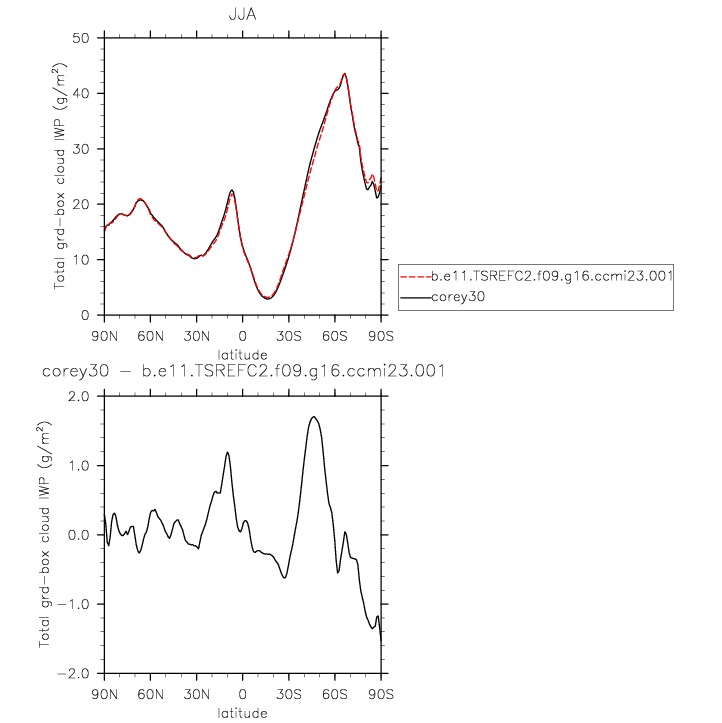 JJA
Total grd-box cloud IWP (g/m²)
50
40
30
20
10
0
90N 60N 30N 0 30S 60S 90S
latitude
b.e11.TSREFC2.f09.g16.ccmi23.001
corey30
corey30 - b.e11.TSREFC2.f09.g16.ccmi23.001
Total grd-box cloud IWP (g/m²)
2.0
1.0
0.0
-1.0
-2.0
90N 60N 30N 0 30S 60S 90S
latitude